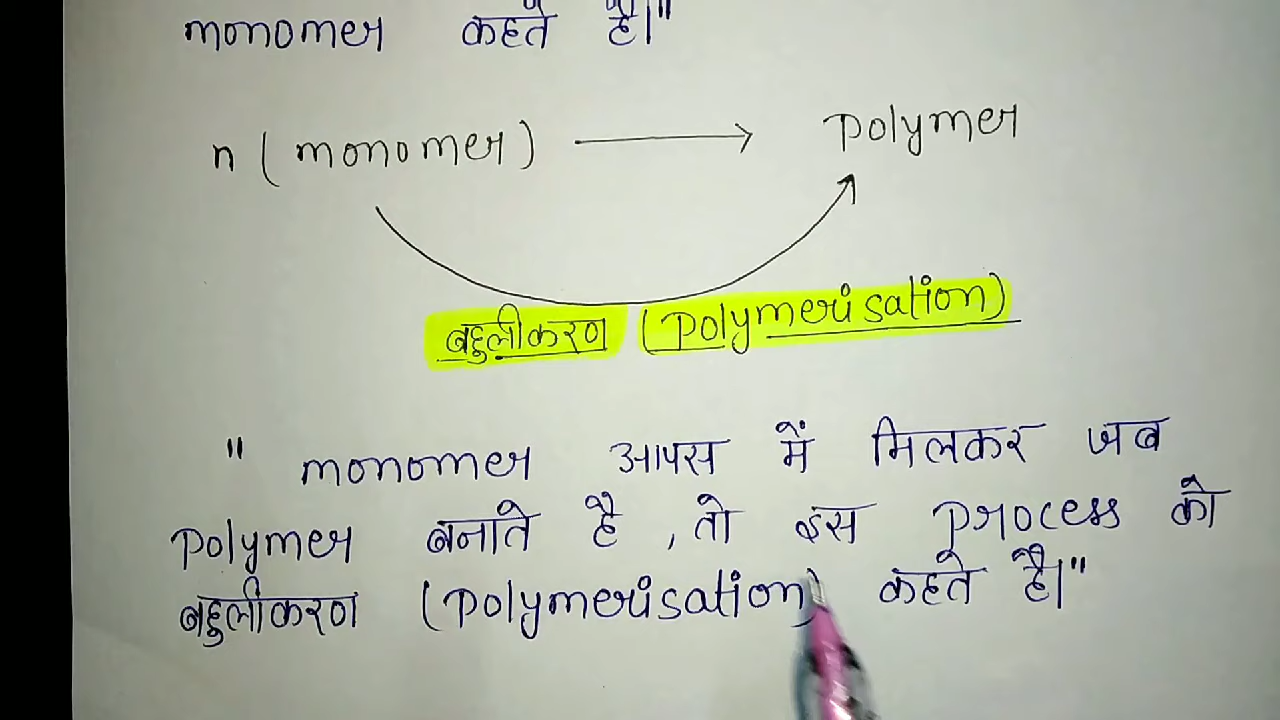 monomer कहते है।"
n ( monomer ) ⟶ polymer
बहुलीकरण (polymerisation)
" monomer आपस में मिलकर जब
polymer बनाते है , तो इस process को
बहुलीकरण (polymerisation) कहते है।"